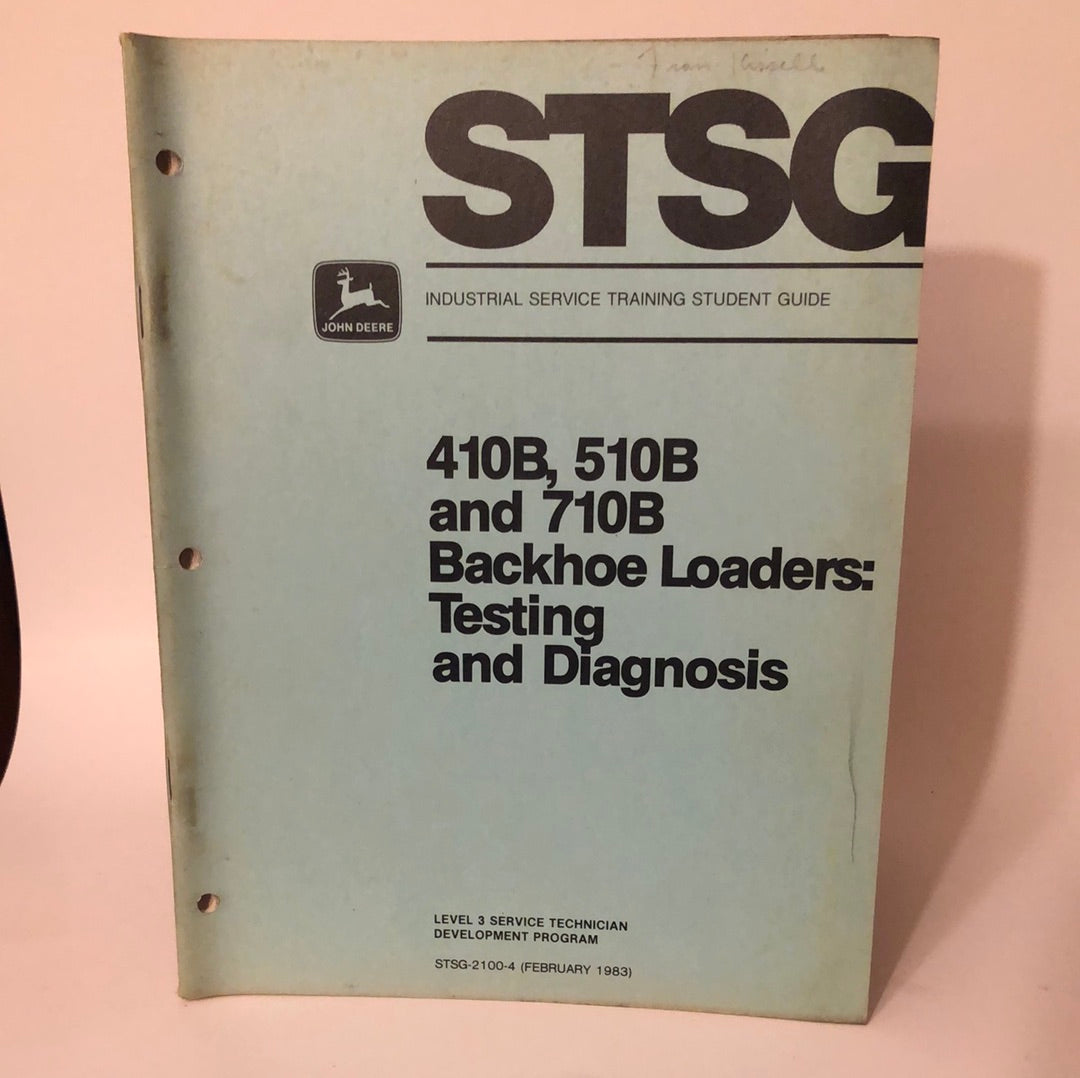 STSG
JOHN DEERE
INDUSTRIAL SERVICE TRAINING STUDENT GUIDE
410B, 510B
and 710B
Backhoe Loaders:
Testing
and Diagnosis
LEVEL 3 SERVICE TECHNICIAN
DEVELOPMENT PROGRAM
STSG-2100-4 (FEBRUARY 1983)